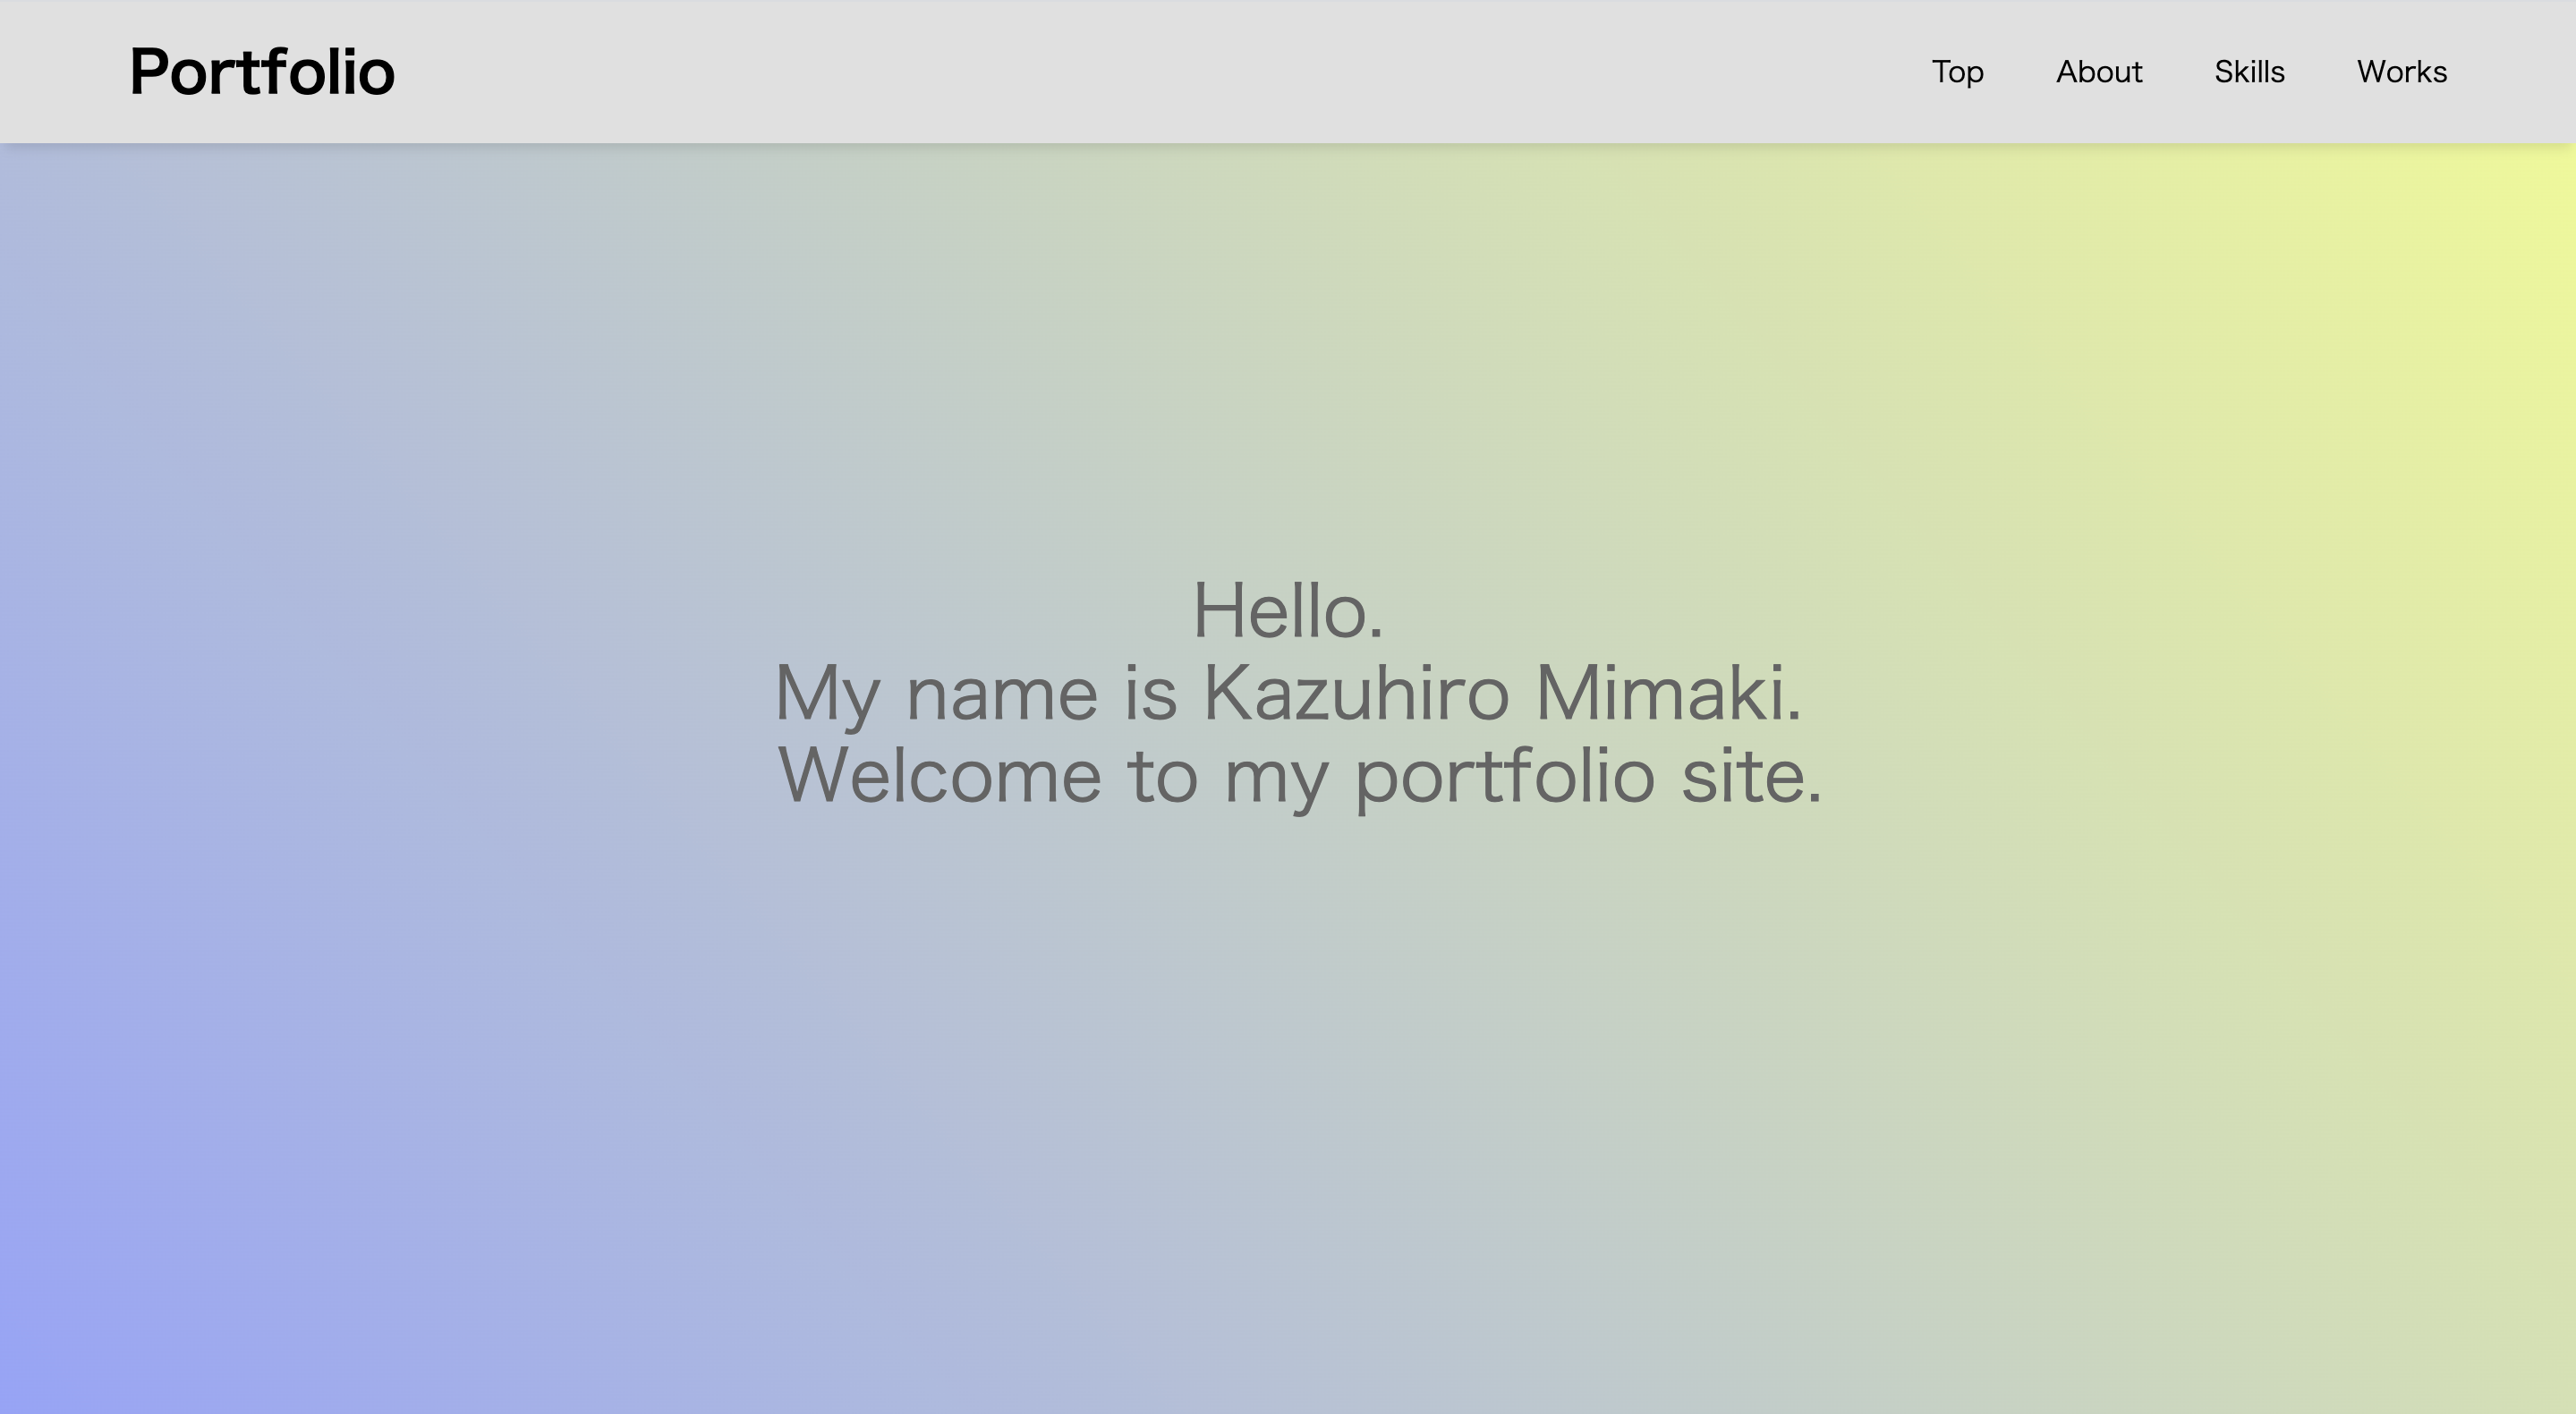 Portfolio
Top About Skills Works
Hello.
My name is Kazuhiro Mimaki.
Welcome to my portfolio site.